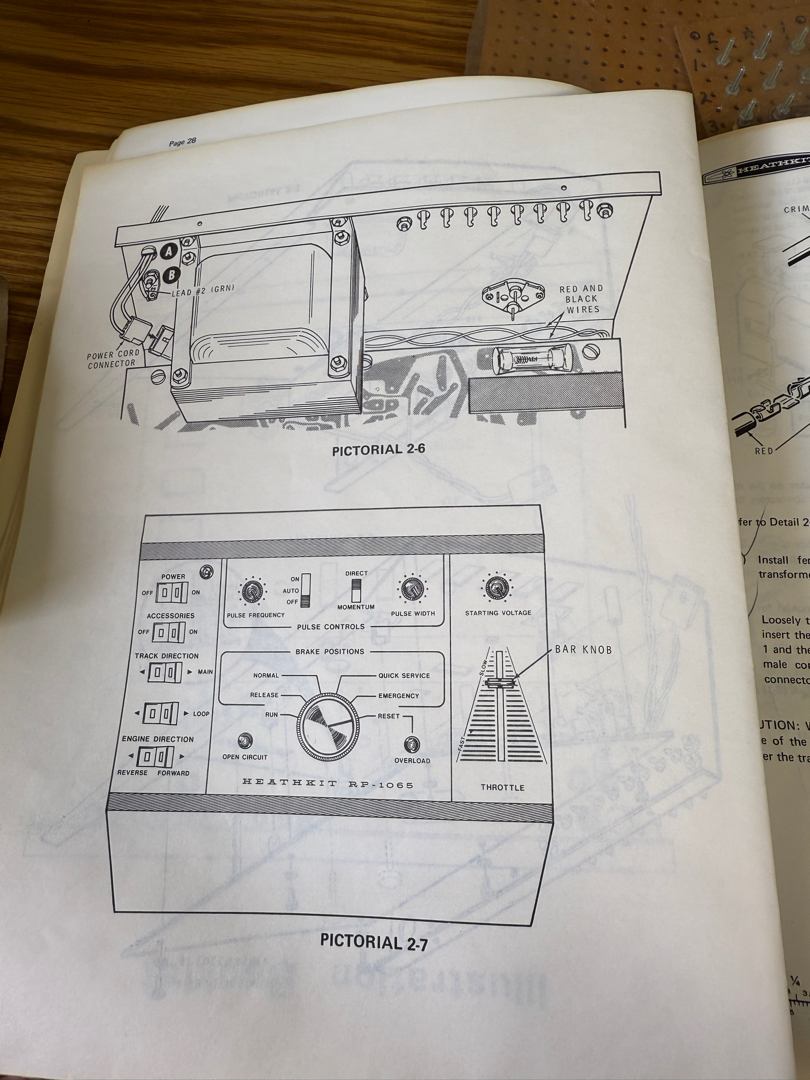 Page 28
A
B
LEAD #2 (GRN)
POWER CORD
CONNECTOR
RED AND
BLACK
WIRES
PICTORIAL 2-6
POWER
OFF ON
ACCESSORIES
OFF ON
TRACK DIRECTION
MAIN
LOOP
ENGINE DIRECTION
REVERSE FORWARD
PULSE FREQUENCY
ON
AUTO
OFF
DIRECT
MOMENTUM
PULSE WIDTH
PULSE CONTROLS
STARTING VOLTAGE
BRAKE POSITIONS
NORMAL
QUICK SERVICE
RELEASE
EMERGENCY
RUN
RESET
OPEN CIRCUIT
OVERLOAD
HEATHKIT RP-1065
SLOW
FAST
BAR KNOB
THROTTLE
PICTORIAL 2-7
HEATHKIT
CRIM
RED
fer to Detail 2
Install fer
transforme
Loosely t
insert the
1 and the
male co
connecto
UTION: W
e of the
er the tra